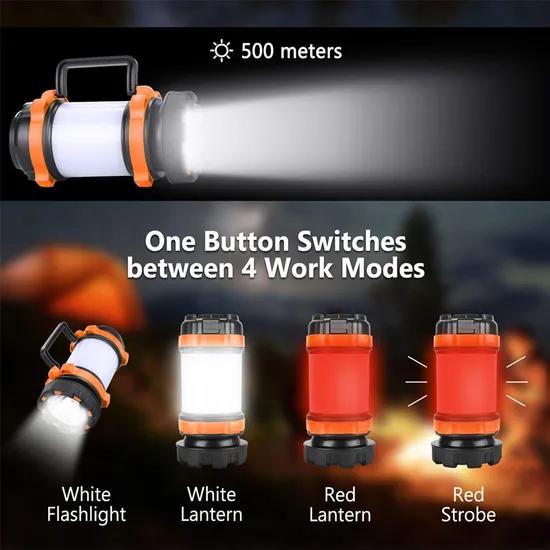 500 meters
One Button Switches
between 4 Work Modes
White
Flashlight
White
Lantern
Red
Lantern
Red
Strobe